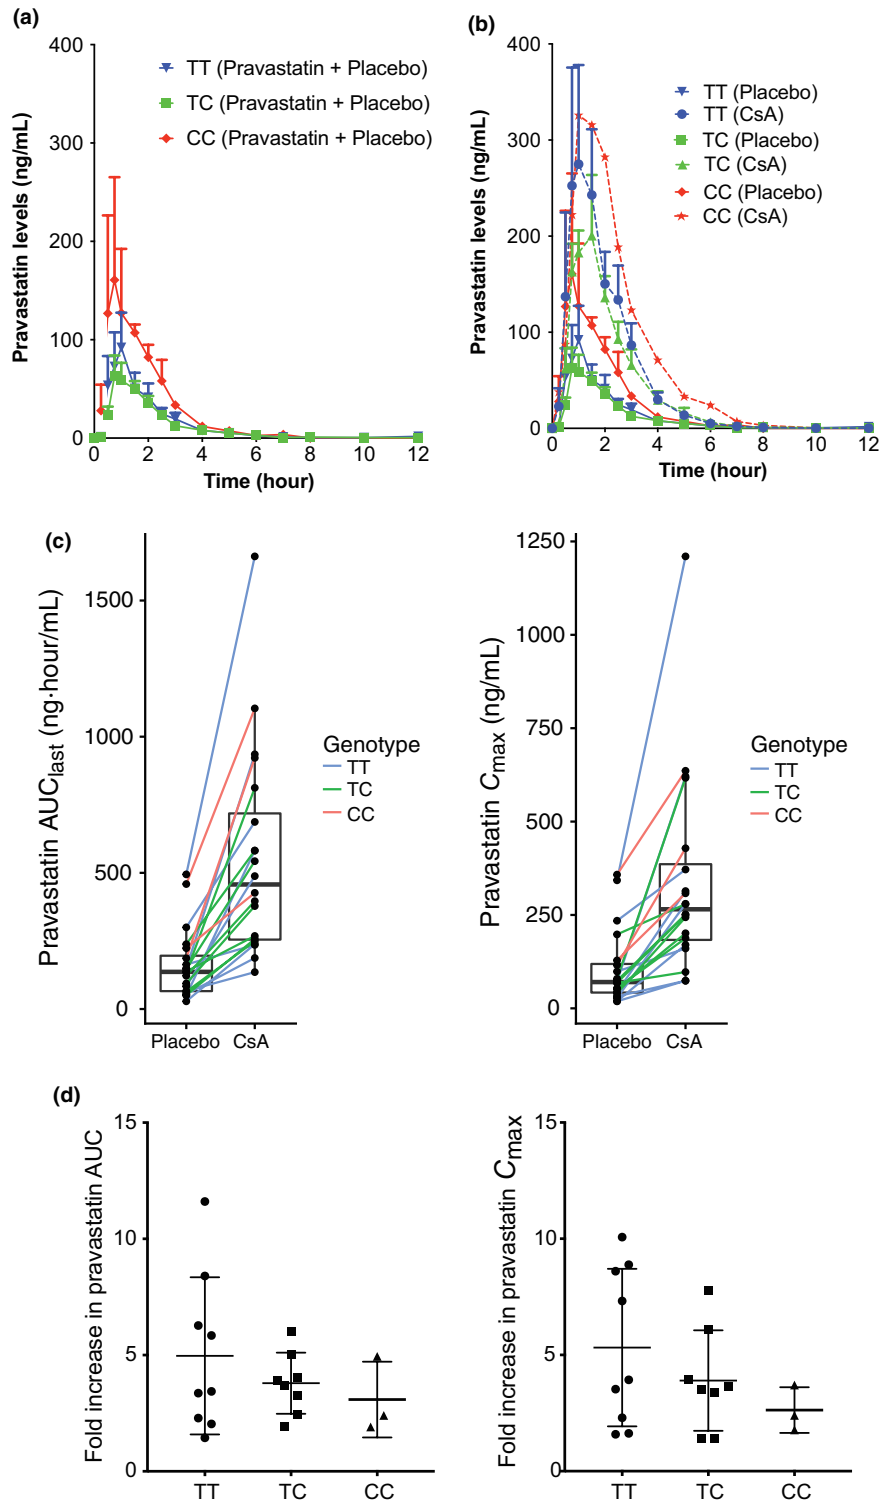 (a)
400
300
200
100
0
Pravastatin levels (ng/mL)
TT (Pravastatin + Placebo)
TC (Pravastatin + Placebo)
CC (Pravastatin + Placebo)
0 2 4 6 8 10 12
Time (hour)
(b)
400
300
200
100
0
Pravastatin levels (ng/mL)
TT (Placebo)
TT (CsA)
TC (Placebo)
TC (CsA)
CC (Placebo)
CC (CsA)
0 2 4 6 8 10 12
Time (hour)
(c)
1500
1000
500
0
Pravastatin AUClast (ng·hour/mL)
Placebo CsA
Genotype
TT
TC
CC
1250
1000
750
500
250
0
Pravastatin Cmax (ng/mL)
Placebo CsA
Genotype
TT
TC
CC
(d)
15
10
5
0
Fold increase in pravastatin AUC
TT TC CC
15
10
5
0
Fold increase in pravastatin Cmax
TT TC CC